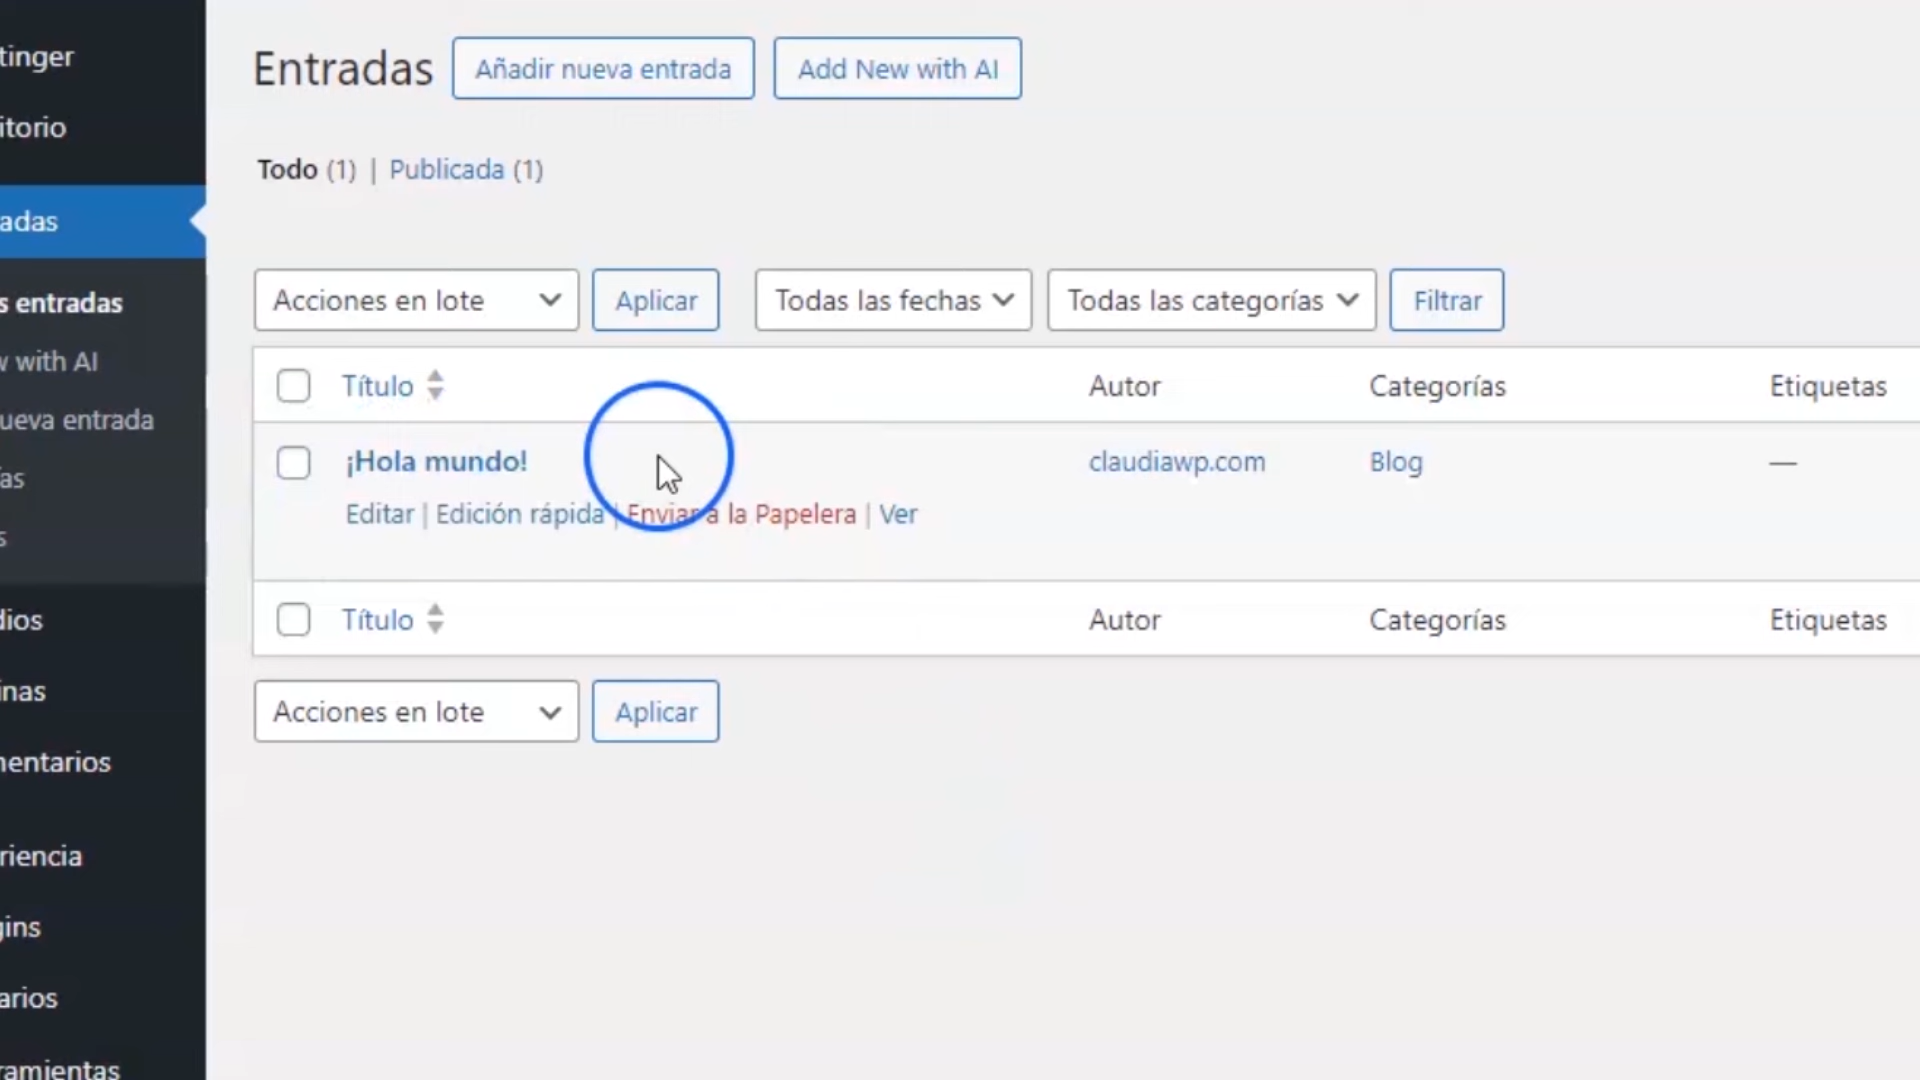 tinger
itorio
adas
s entradas
w with AI
ueva entrada
ías
s
dios
inas
nentarios
riencia
gins
arios
ramientas
Entradas Añadir nueva entrada Add New with AI
Todo (1) | Publicada (1)
Acciones en lote Aplicar Todas las fechas Todas las categorías Filtrar
Título Autor Categorías Etiquetas
¡Hola mundo! claudiawp.com Blog —
Editar | Edición rápida | Enviar a la Papelera | Ver
Título Autor Categorías Etiquetas
Acciones en lote Aplicar